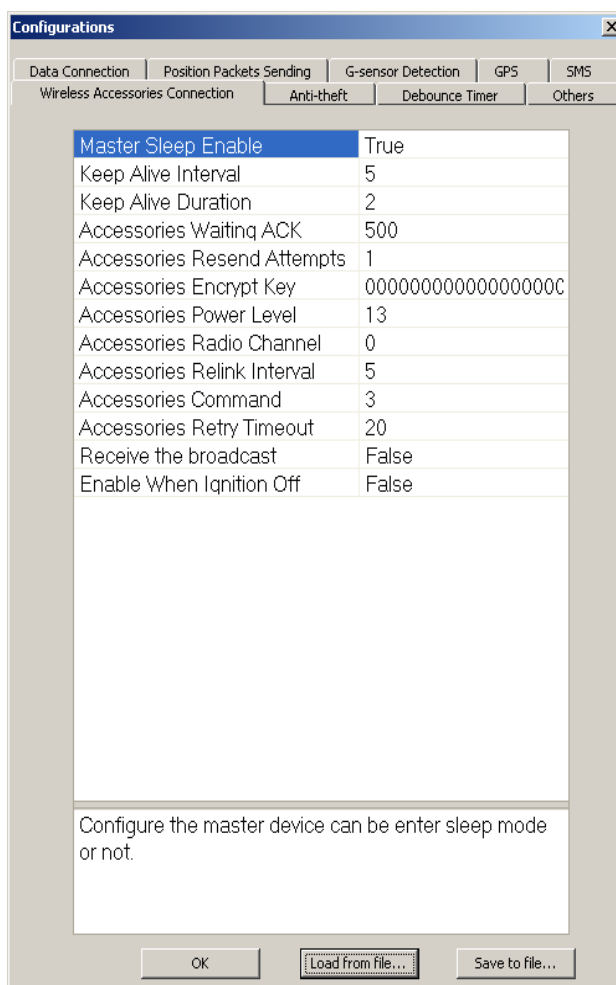 Configurations
Data Connection Position Packets Sending G-sensor Detection GPS SMS
Wireless Accessories Connection Anti-theft Debounce Timer Others
Master Sleep Enable True
Keep Alive Interval 5
Keep Alive Duration 2
Accessories Waiting ACK 500
Accessories Resend Attempts 1
Accessories Encrypt Key
Accessories Power Level 13
Accessories Radio Channel 0
Accessories Relink Interval 5
Accessories Command 3
Accessories Retry Timeout 20
Receive the broadcast False
Enable When Ignition Off False
Configure the master device can be enter sleep mode
or not.
OK Load from file... Save to file...